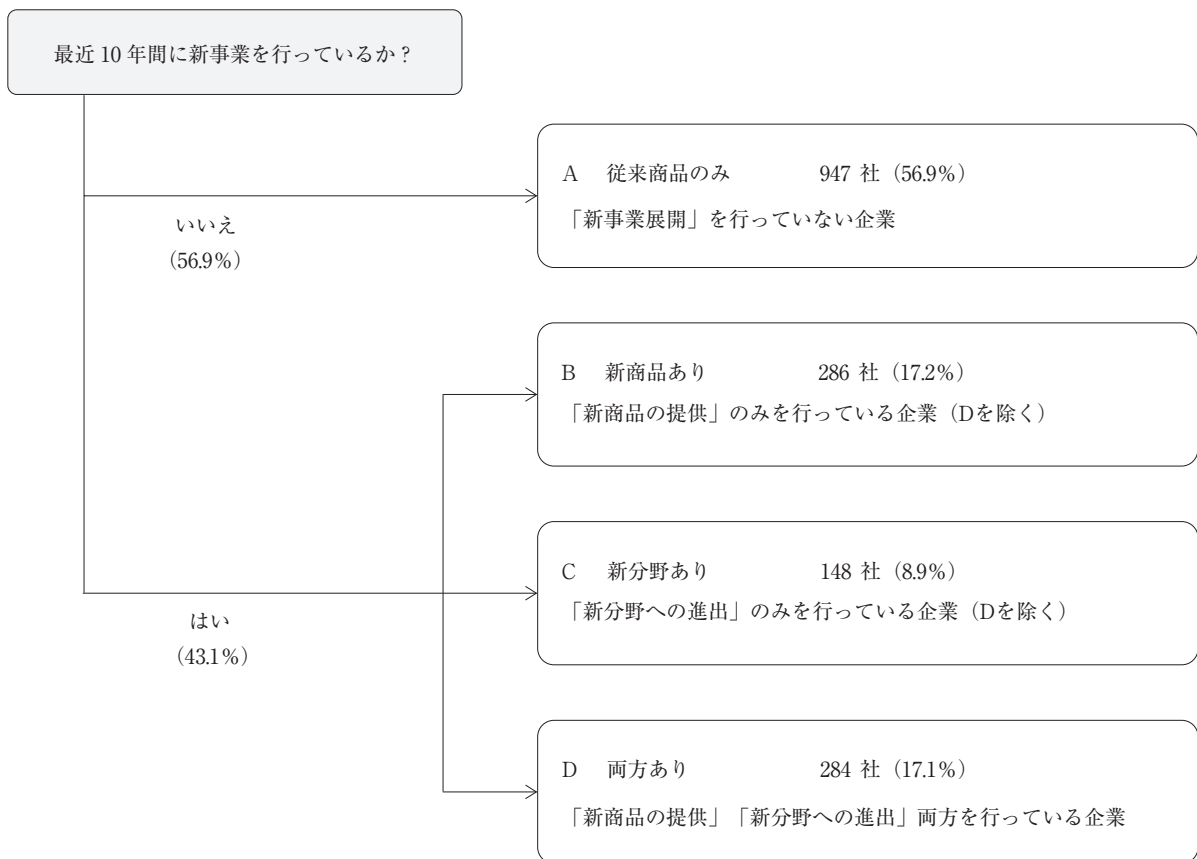 最近 10 年間に新事業を行っているか？
A 従来商品のみ 947 社（56.9%）
「新事業展開」を行っていない企業
いいえ
（56.9%）
B 新商品あり 286 社（17.2%）
「新商品の提供」のみを行っている企業（Dを除く）
C 新分野あり 148 社（8.9%）
「新分野への進出」のみを行っている企業（Dを除く）
はい
（43.1%）
D 両方あり 284 社（17.1%）
「新商品の提供」「新分野への進出」両方を行っている企業